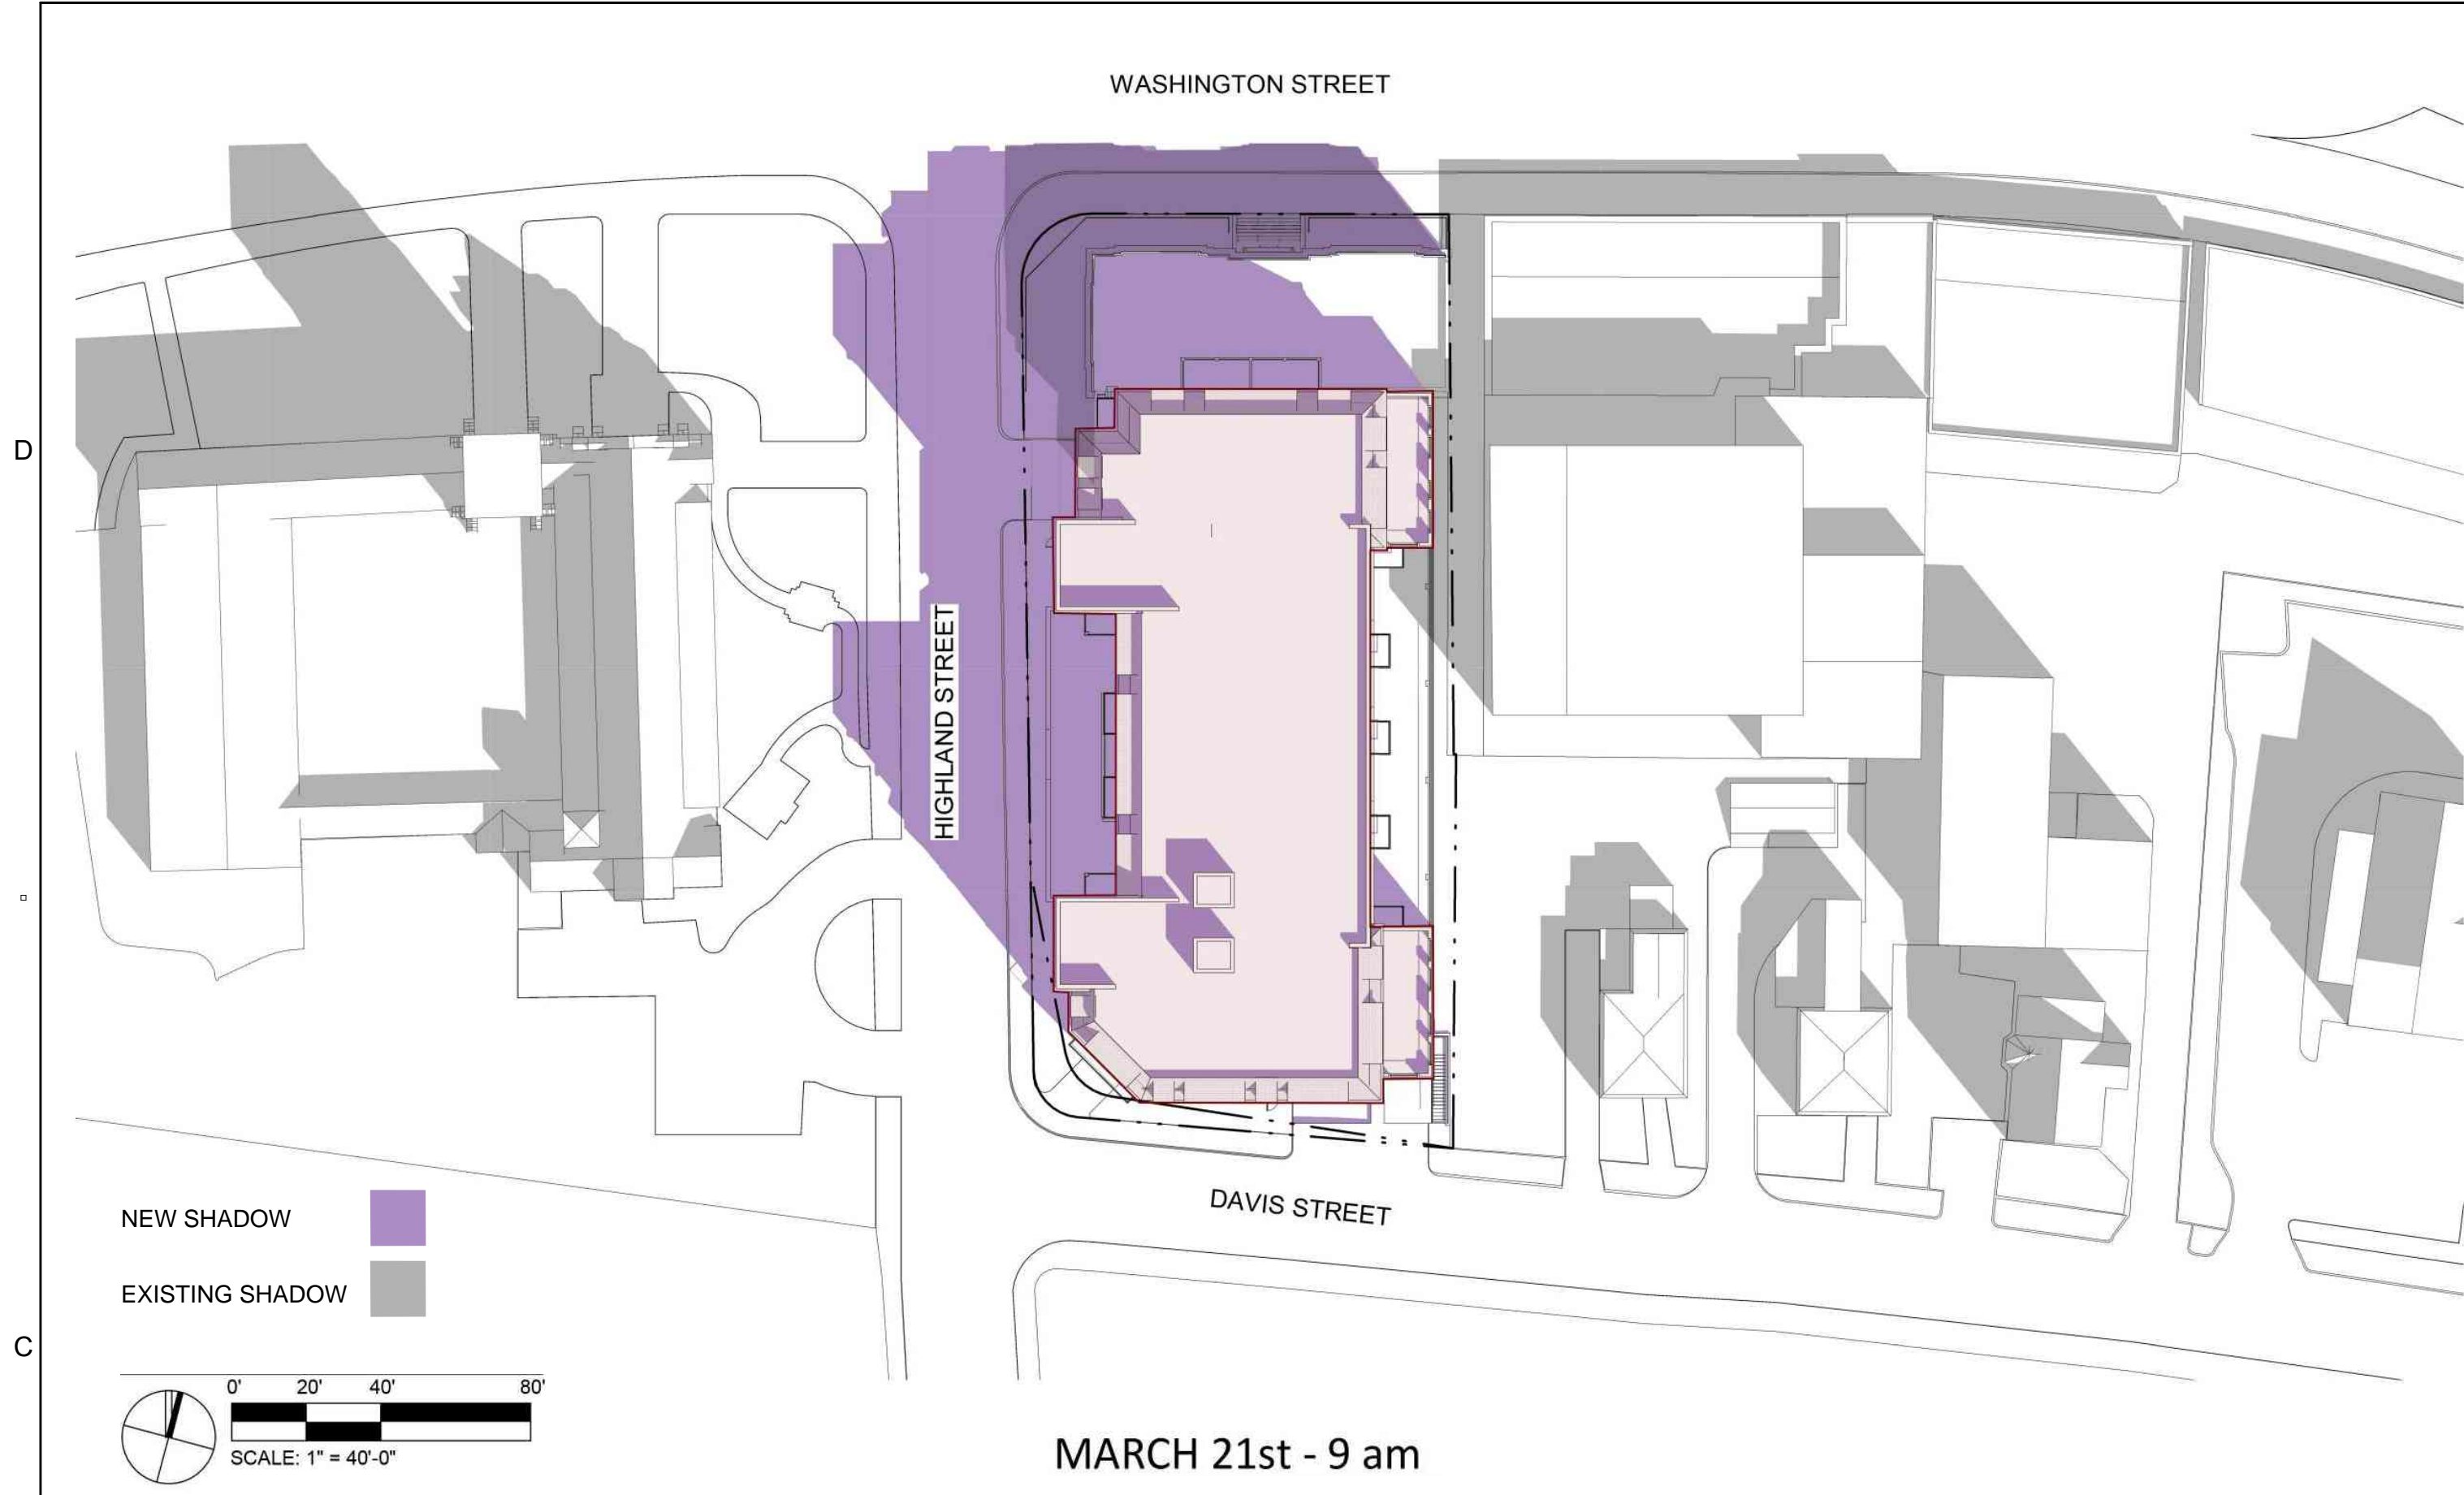 WASHINGTON STREET
D
HIGHLAND STREET
DAVIS STREET
NEW SHADOW
EXISTING SHADOW
C
0' 20' 40' 80'
SCALE: 1" = 40'-0"
MARCH 21st - 9 am